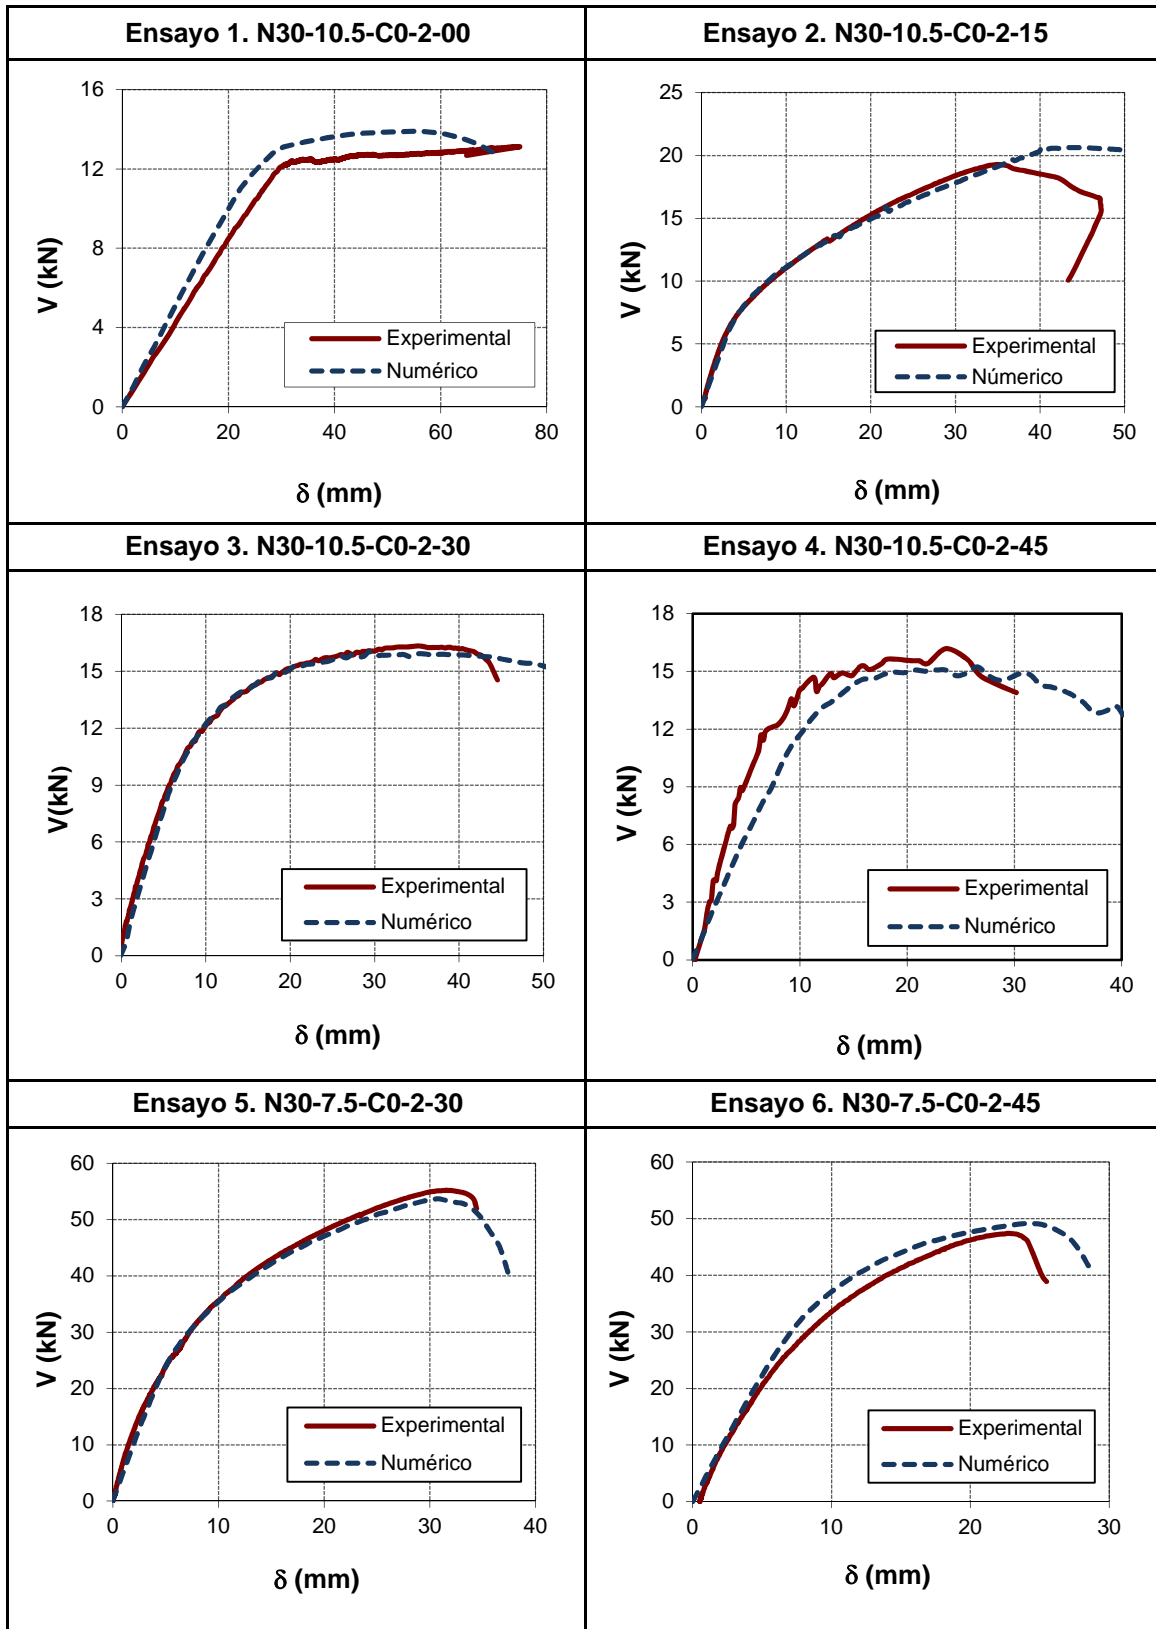 Ensayo 1. N30-10.5-C0-2-00
Ensayo 2. N30-10.5-C0-2-15
16
12
8
4
0
V (kN)
Experimental
Numérico
0 20 40 60 80
δ (mm)
25
20
15
10
5
0
V (kN)
Experimental
Númerico
0 10 20 30 40 50
δ (mm)
Ensayo 3. N30-10.5-C0-2-30
Ensayo 4. N30-10.5-C0-2-45
18
15
12
9
6
3
0
V(kN)
Experimental
Numérico
0 10 20 30 40 50
δ (mm)
18
15
12
9
6
3
0
V (kN)
Experimental
Numérico
0 10 20 30 40
δ (mm)
Ensayo 5. N30-7.5-C0-2-30
Ensayo 6. N30-7.5-C0-2-45
60
50
40
30
20
10
0
V (kN)
Experimental
Numérico
0 10 20 30 40
δ (mm)
60
50
40
30
20
10
0
V (kN)
Experimental
Numérico
0 10 20 30
δ (mm)